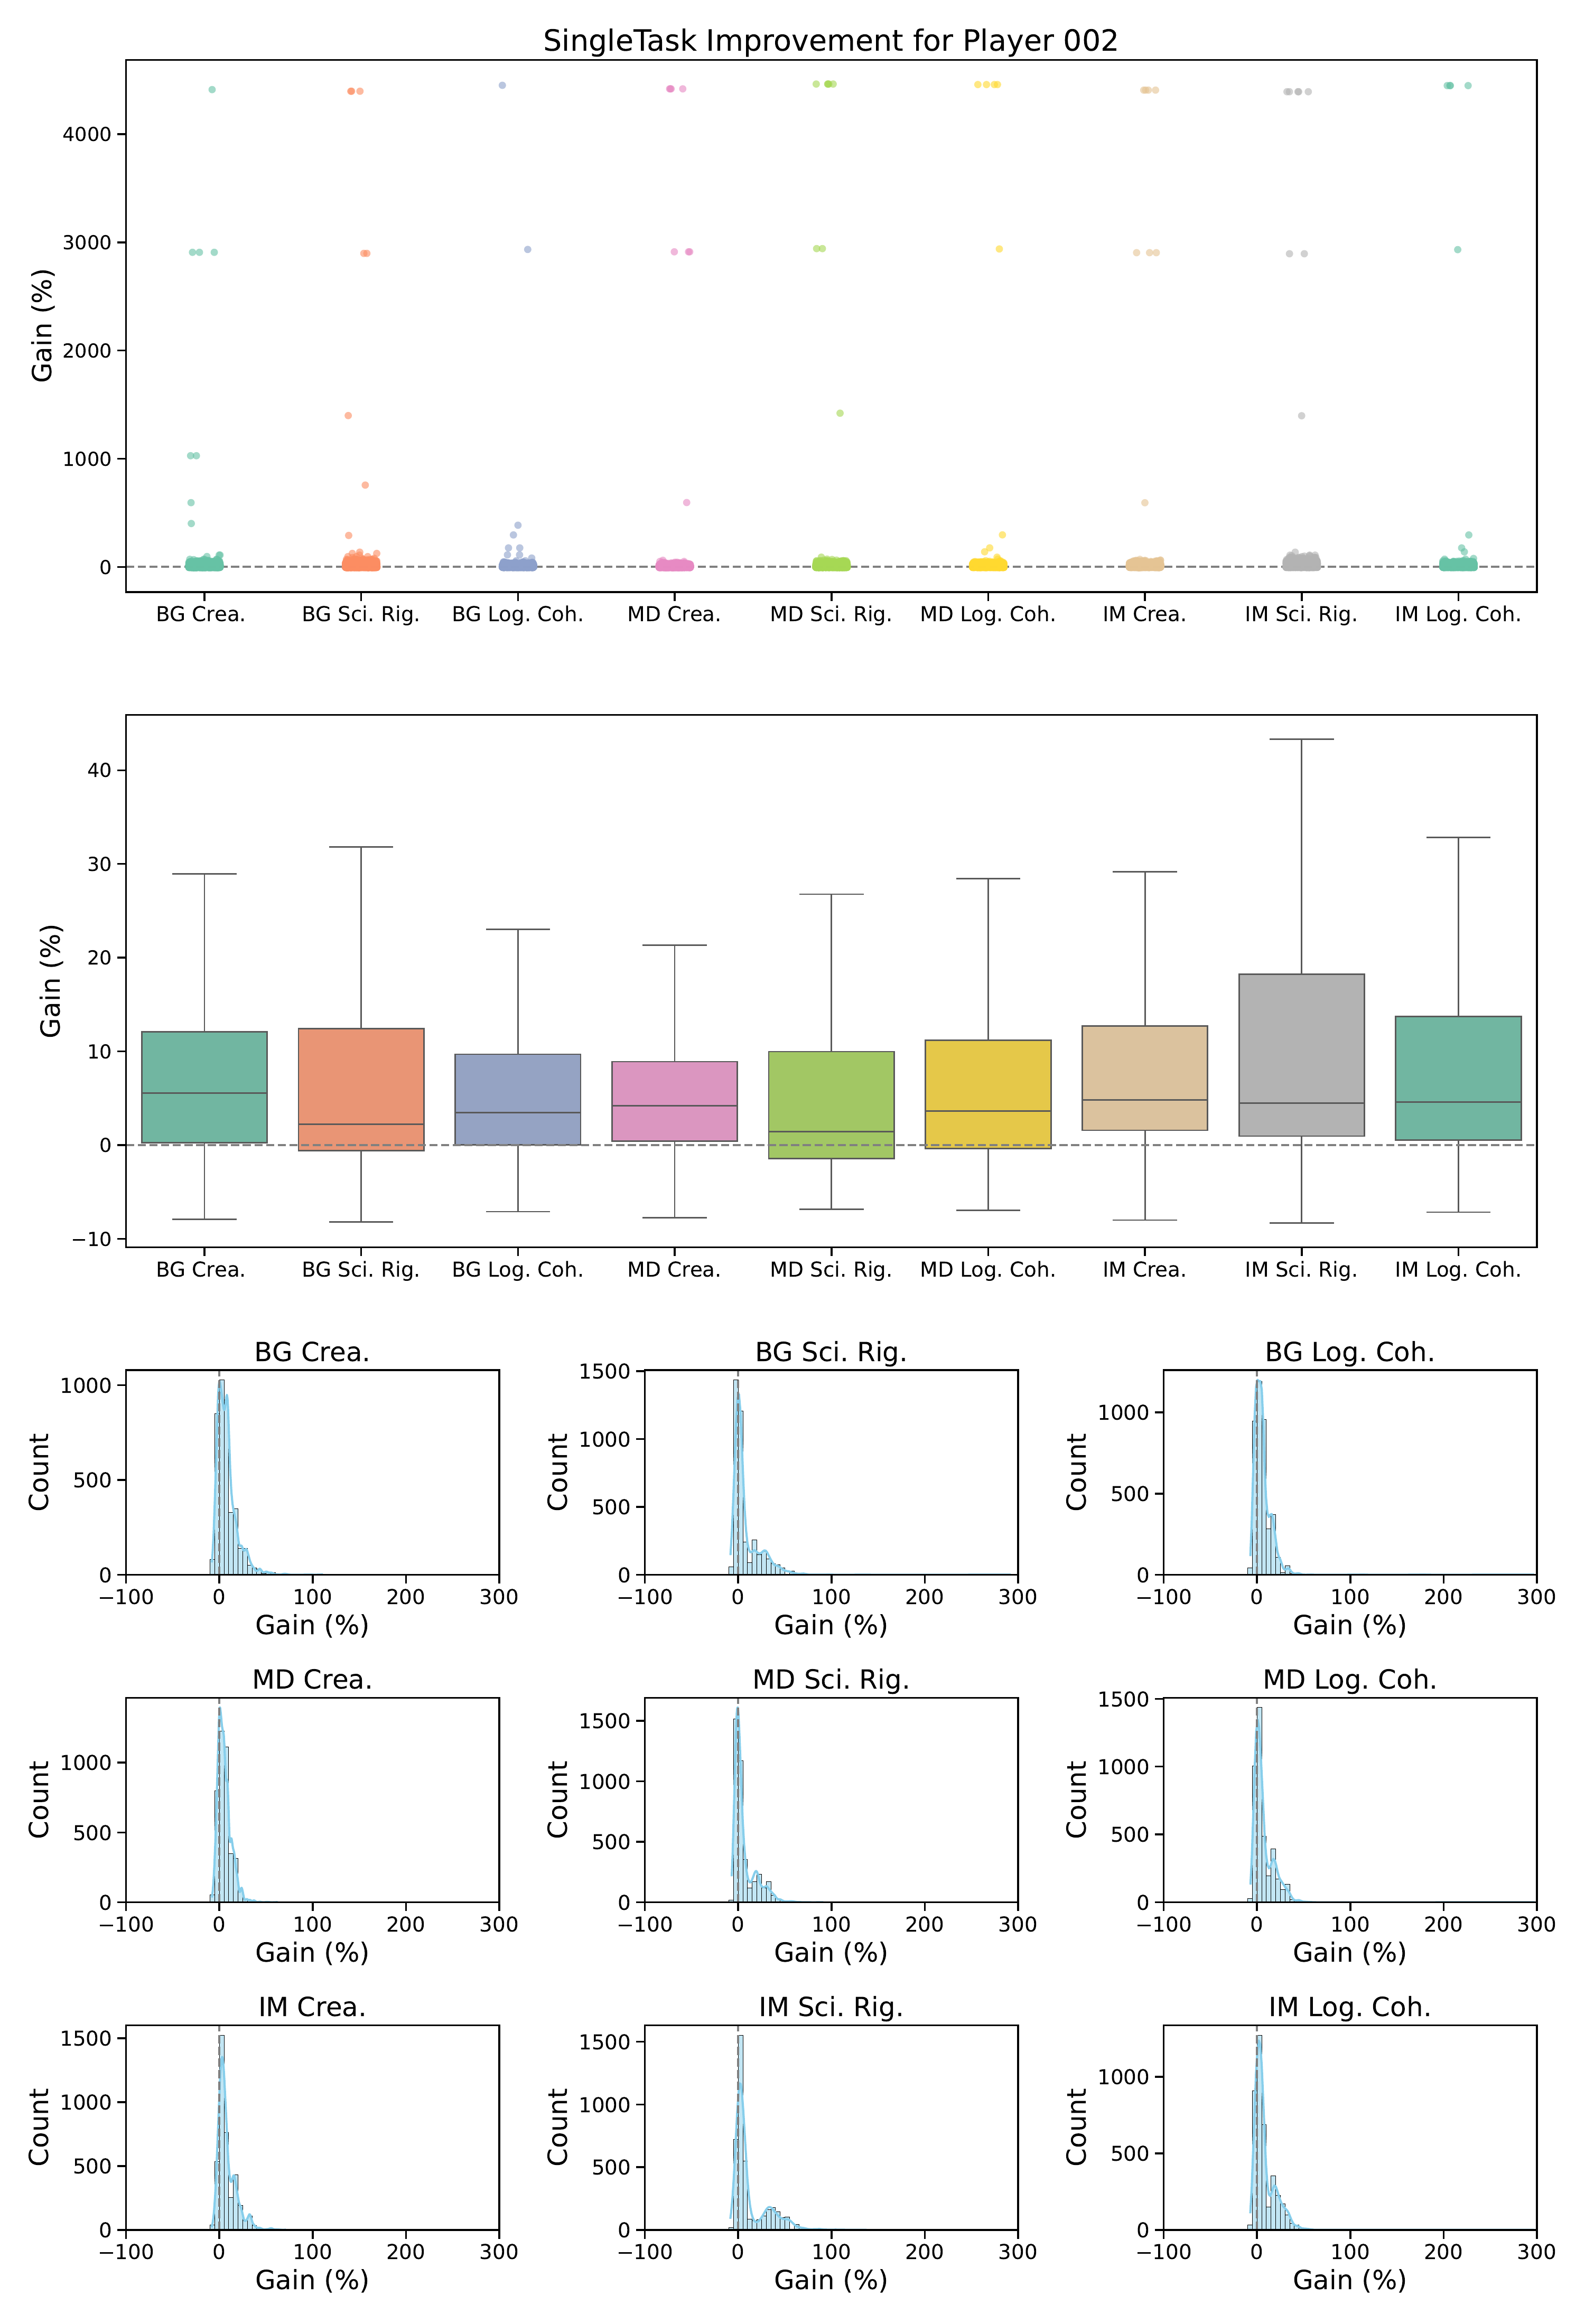 SingleTask Improvement for Player 002
Gain (%)
4000
3000
2000
1000
0
BG Crea. BG Sci. Rig. BG Log. Coh. MD Crea. MD Sci. Rig. MD Log. Coh. IM Crea. IM Sci. Rig. IM Log. Coh.
Gain (%)
40
30
20
10
0
−10
BG Crea. BG Sci. Rig. BG Log. Coh. MD Crea. MD Sci. Rig. MD Log. Coh. IM Crea. IM Sci. Rig. IM Log. Coh.
BG Crea.
Count
1000
500
0
−100 0 100 200 300
Gain (%)
BG Sci. Rig.
Count
1500
1000
500
0
−100 0 100 200 300
Gain (%)
BG Log. Coh.
Count
1000
500
0
−100 0 100 200 300
Gain (%)
MD Crea.
Count
1000
500
0
−100 0 100 200 300
Gain (%)
MD Sci. Rig.
Count
1500
1000
500
0
−100 0 100 200 300
Gain (%)
MD Log. Coh.
Count
1500
1000
500
0
−100 0 100 200 300
Gain (%)
IM Crea.
Count
1500
1000
500
0
−100 0 100 200 300
Gain (%)
IM Sci. Rig.
Count
1500
1000
500
0
−100 0 100 200 300
Gain (%)
IM Log. Coh.
Count
1000
500
0
−100 0 100 200 300
Gain (%)